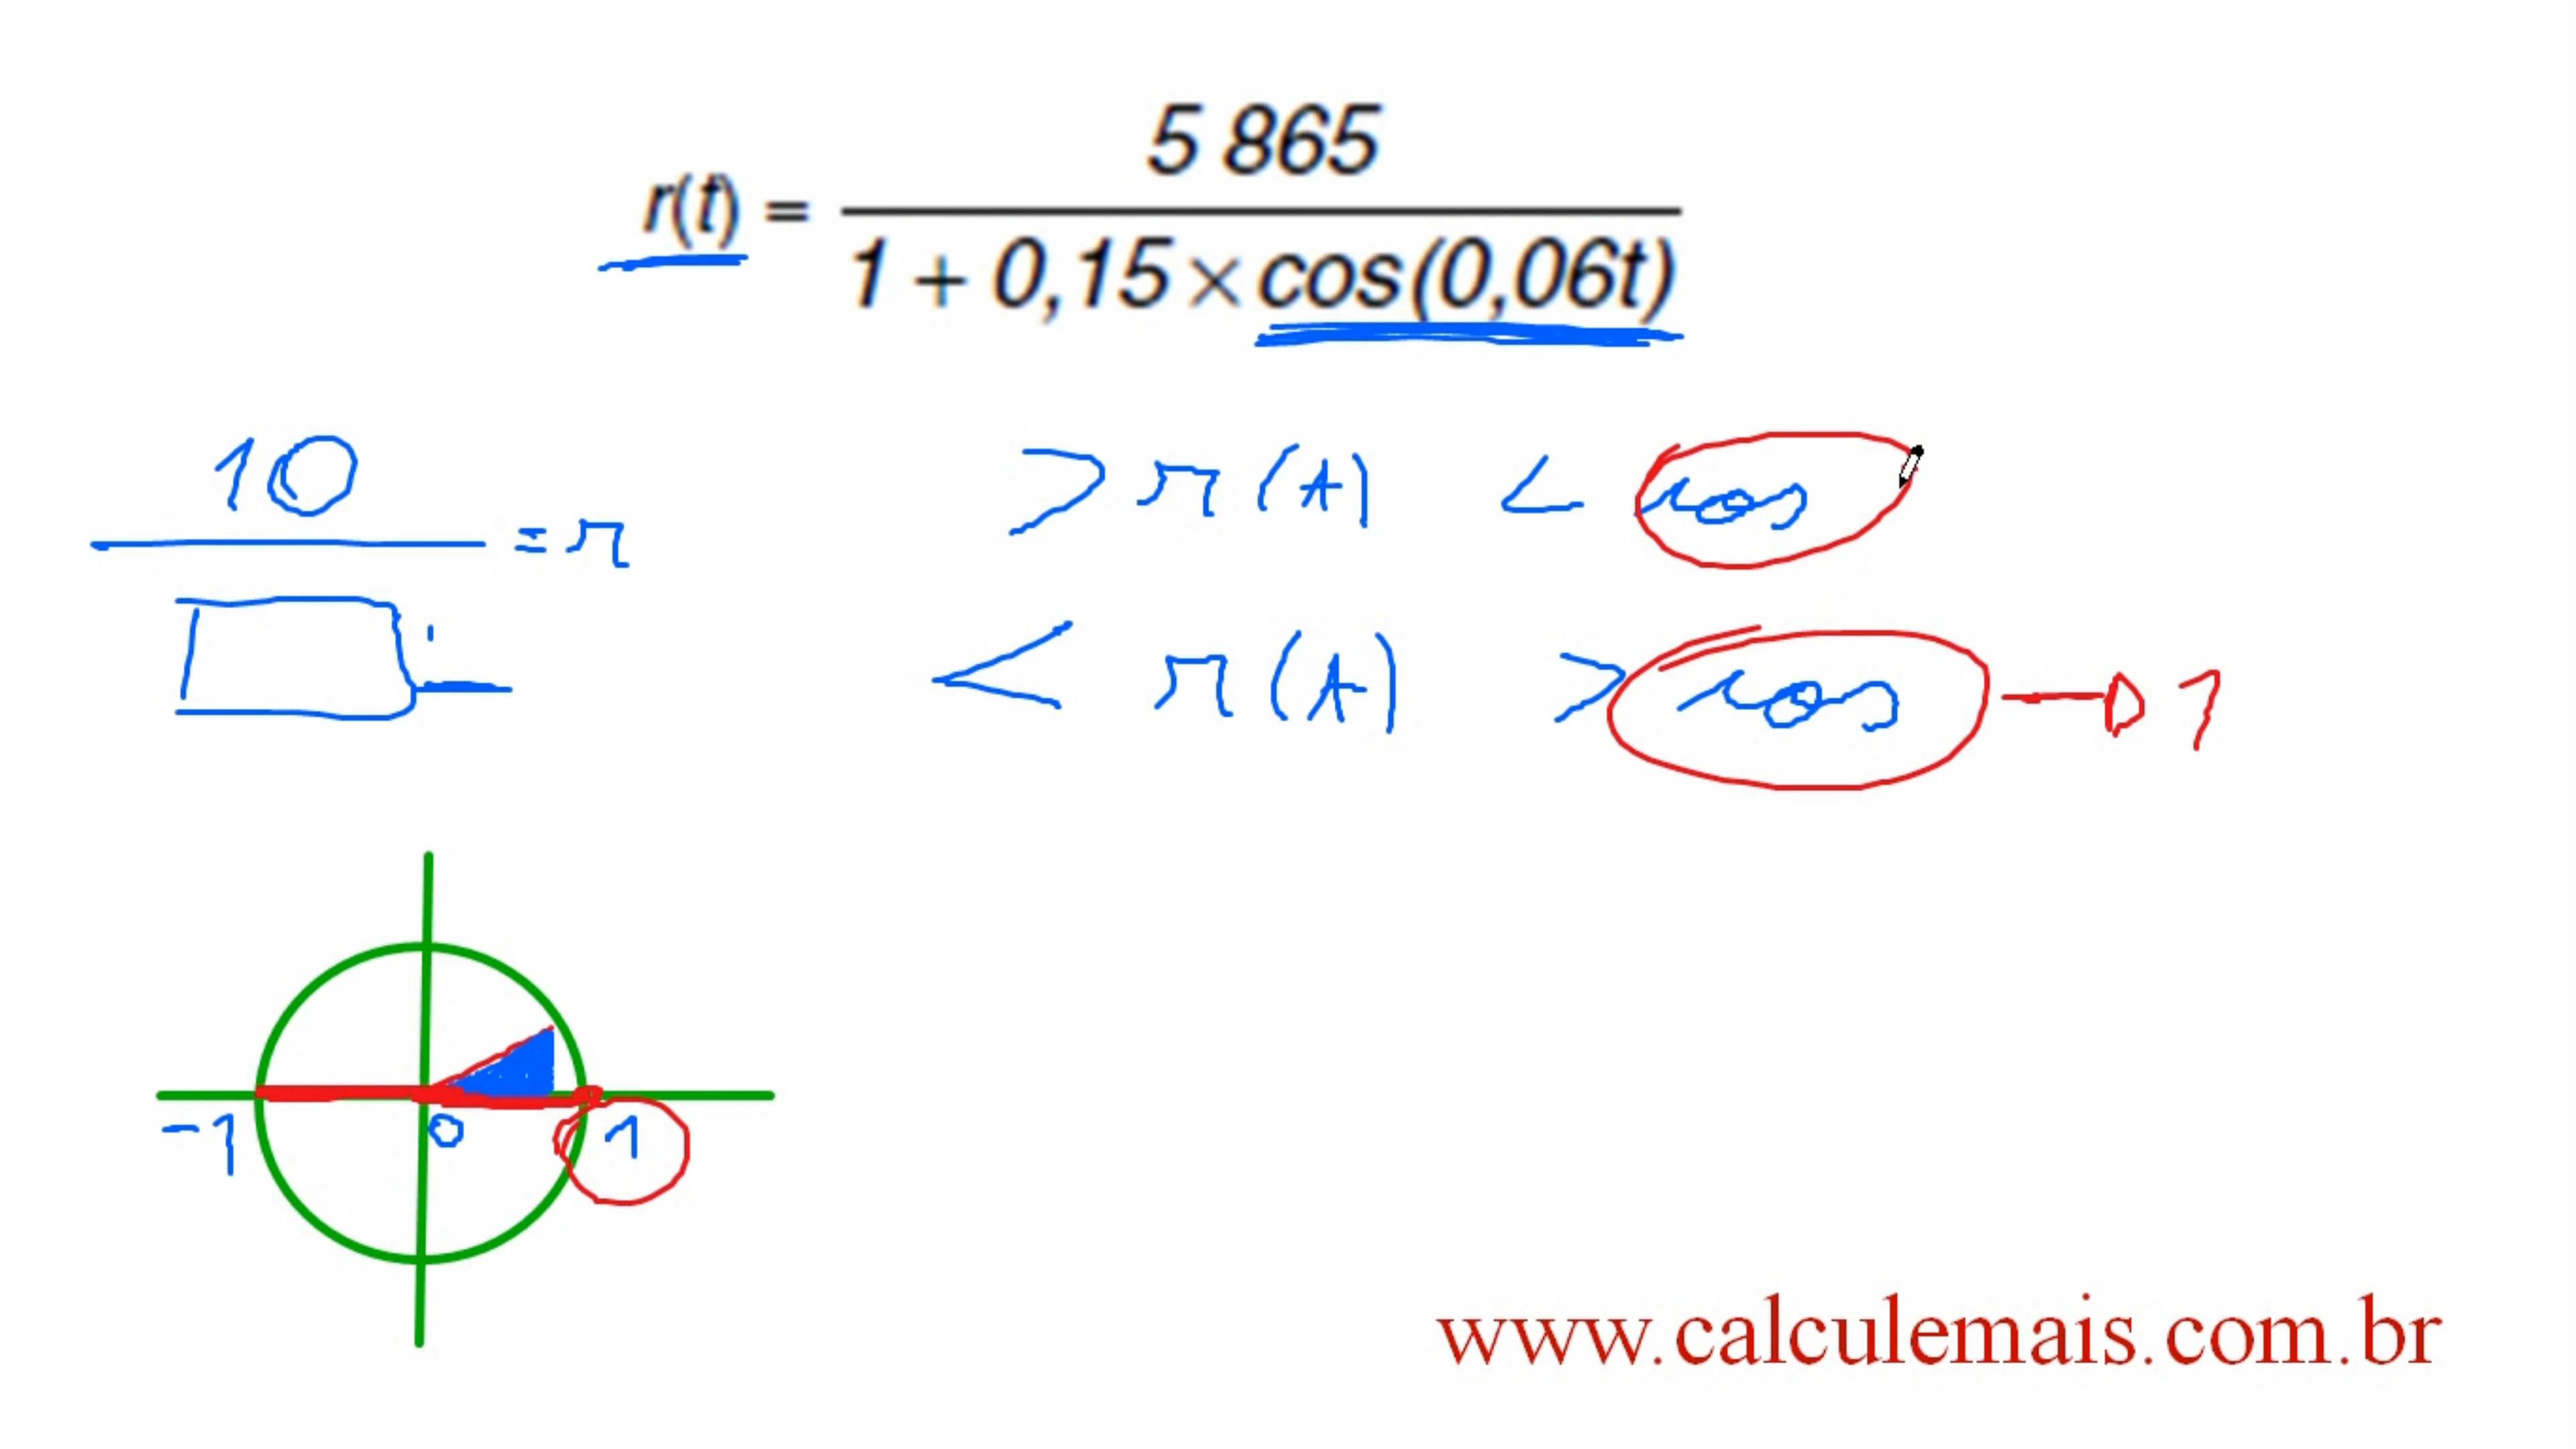 r(t) = 5 865 / 1 + 0,15 × cos(0,06t)
10 / = r
> r(t) < cos
< r(t) > cos → 1
-1 0 1
www.calculemais.com.br